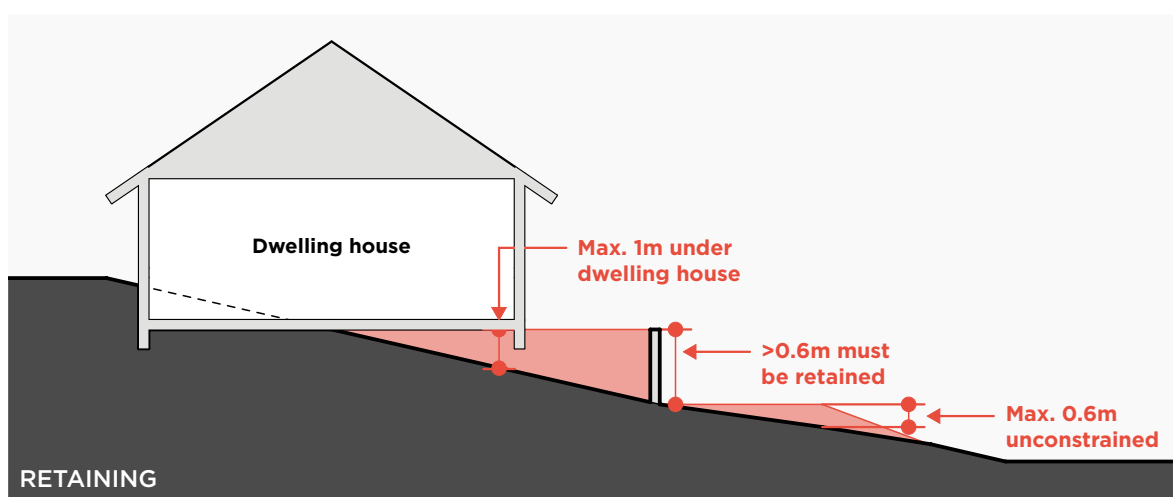 Dwelling house
Max. 1m under
dwelling house
>0.6m must
be retained
Max. 0.6m
unconstrained
RETAINING